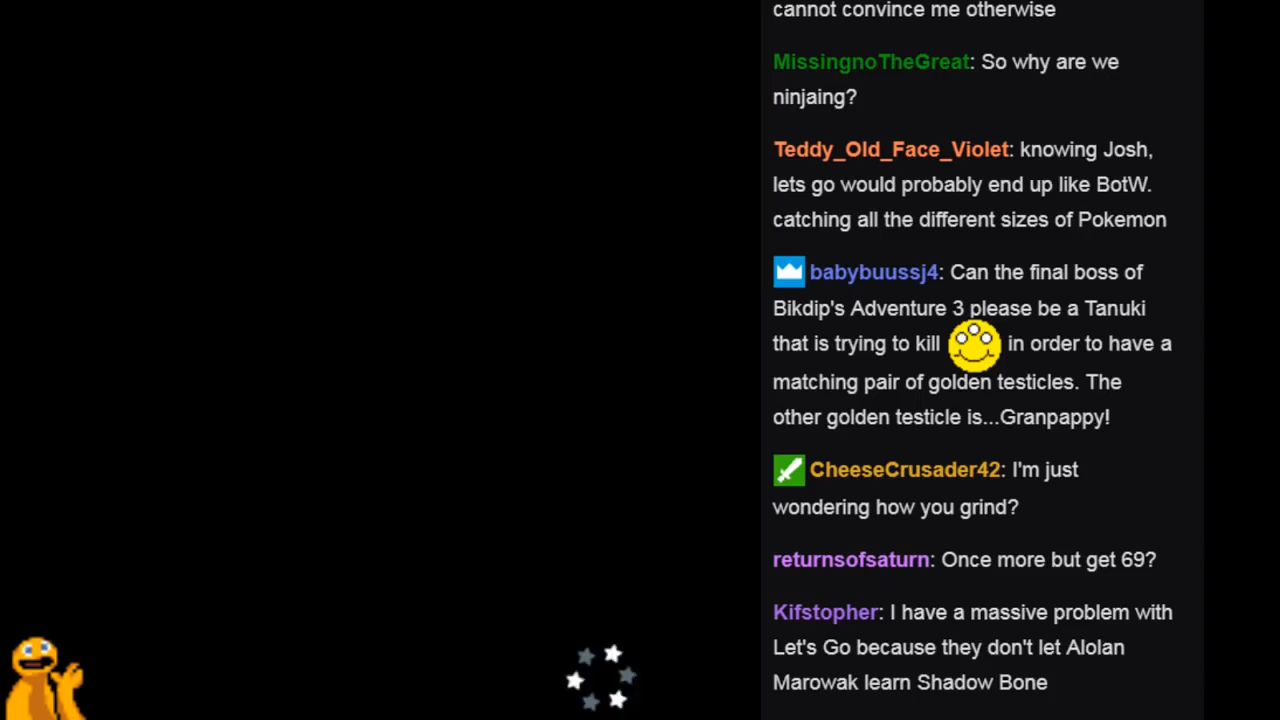 cannot convince me otherwise
MissingnoTheGreat: So why are we
ninjaing?
Teddy_Old_Face_Violet: knowing Josh,
lets go would probably end up like BotW.
catching all the different sizes of Pokemon
babybuussj4: Can the final boss of
Bikdip's Adventure 3 please be a Tanuki
that is trying to kill in order to have a
matching pair of golden testicles. The
other golden testicle is...Granpappy!
CheeseCrusader42: I'm just
wondering how you grind?
returnsofsaturn: Once more but get 69?
Kifstopher: I have a massive problem with
Let's Go because they don't let Alolan
Marowak learn Shadow Bone